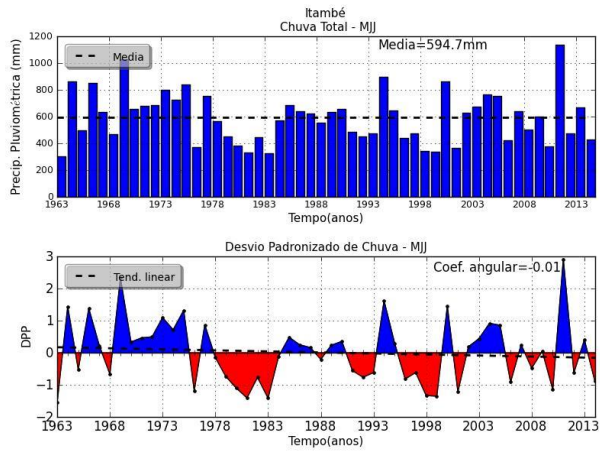 Itambé
Chuva Total - MJJ
Media=594.7mm
Media
Precip. Pluviométrica (mm)
1200
1000
800
600
400
200
0
1963 1968 1973 1978 1983 1988 1993 1998 2003 2008 2013
Tempo(anos)
Desvio Padronizado de Chuva - MJJ
Coef. angular=-0.01
Tend. linear
DPP
3
2
1
0
−1
−2
1963 1968 1973 1978 1983 1988 1993 1998 2003 2008 2013
Tempo(anos)